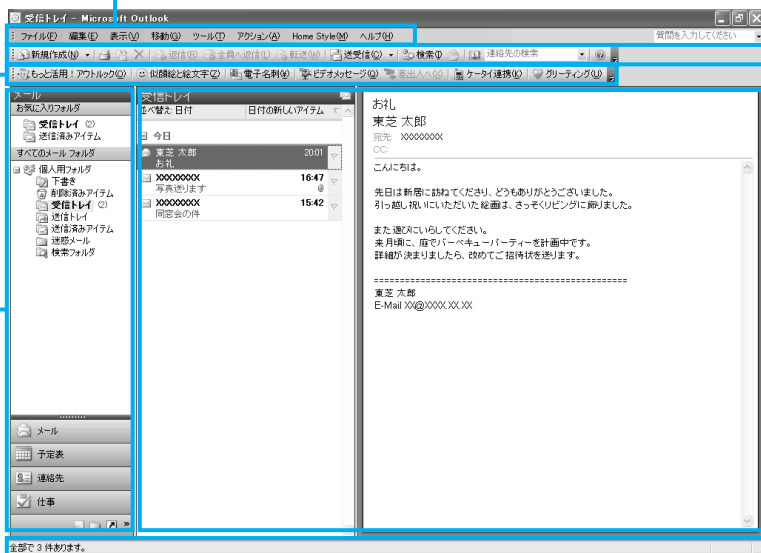 受信トレイ - Microsoft Outlook
ファイル(F) 編集(E) 表示(V) 移動(G) ツール(T) アクション(A) Home Style(M) ヘルプ(H) 質問を入力してください
新規作成(N) 返信(R) 全員へ返信(L) 転送(W) 送受信(C) 検索(I) 連絡先の検索
もっと活用!アウトルック(O) 似顔絵と絵文字(Z) 電子名刺(W) ビデオメッセージ(Q) 差出人へ(X) ケータイ連携(K) グリーティング(U)
メール
お気に入りフォルダ
受信トレイ (2)
送信済みアイテム
すべてのメール フォルダ
個人用フォルダ
下書き
削除済みアイテム
受信トレイ (2)
送信トレイ
送信済みアイテム
迷惑メール
検索フォルダ
メール
予定表
連絡先
仕事
受信トレイ
並べ替え: 日付 日付の新しいアイテム
今日
東芝 太郎 20:01
お礼
XXXXXXXX 16:47
写真送ります
XXXXXXXX 15:42
同窓会の件
お礼
東芝 太郎
宛先: XXXXXXXX
CC:
こんにちは。
先日は新居に訪ねてくださり、どうもありがとうございました。
引っ越し祝いにいただいた絵画は、さっそくリビングに飾りました。
また遊びにいらしてください。
来月頃に、庭でバーベキューパーティーを計画中です。
詳細が決まりましたら、改めてご招待状を送ります。
===============================================
東芝 太郎
E-Mail XX@XXXX.XX.XX
全部で 3 件あります。